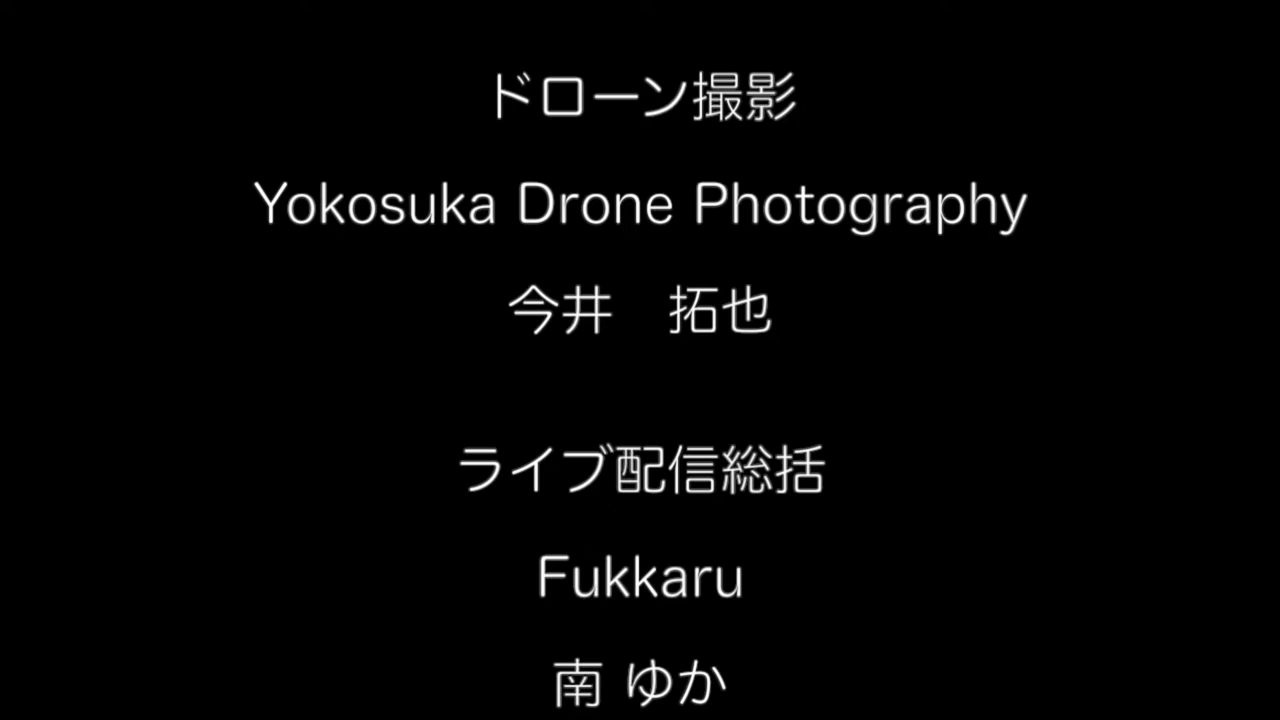 ドローン撮影
Yokosuka Drone Photography
今井　拓也
ライブ配信総括
Fukkaru
南 ゆか